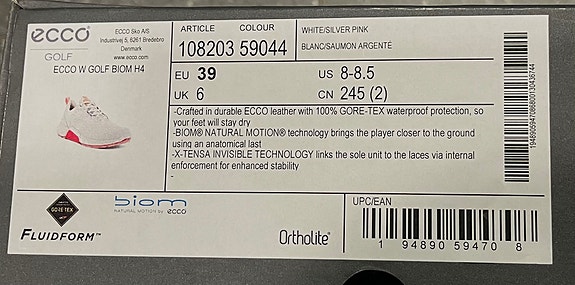 ecco
GOLF
ECCO Sko A/S
Industrivej 5, 6261 Bredebro
Denmark
www.ecco.com
ECCO W GOLF BIOM H4
ARTICLE COLOUR
108203 59044
WHITE/SILVER PINK
BLANC/SAUMON ARGENTÉ
EU 39 US 8-8.5
UK 6 CN 245 (2)
-Crafted in durable ECCO leather with 100% GORE-TEX waterproof protection, so
your feet will stay dry
-BIOM® NATURAL MOTION® technology brings the player closer to the ground
using an anatomical last
-X-TENSA INVISIBLE TECHNOLOGY links the sole unit to the laces via internal
enforcement for enhanced stability
-
GORE-TEX
biom
NATURAL MOTION by ecco
FLUIDFORM™
Ortholite®
UPC/EAN
1 94890 59470 8